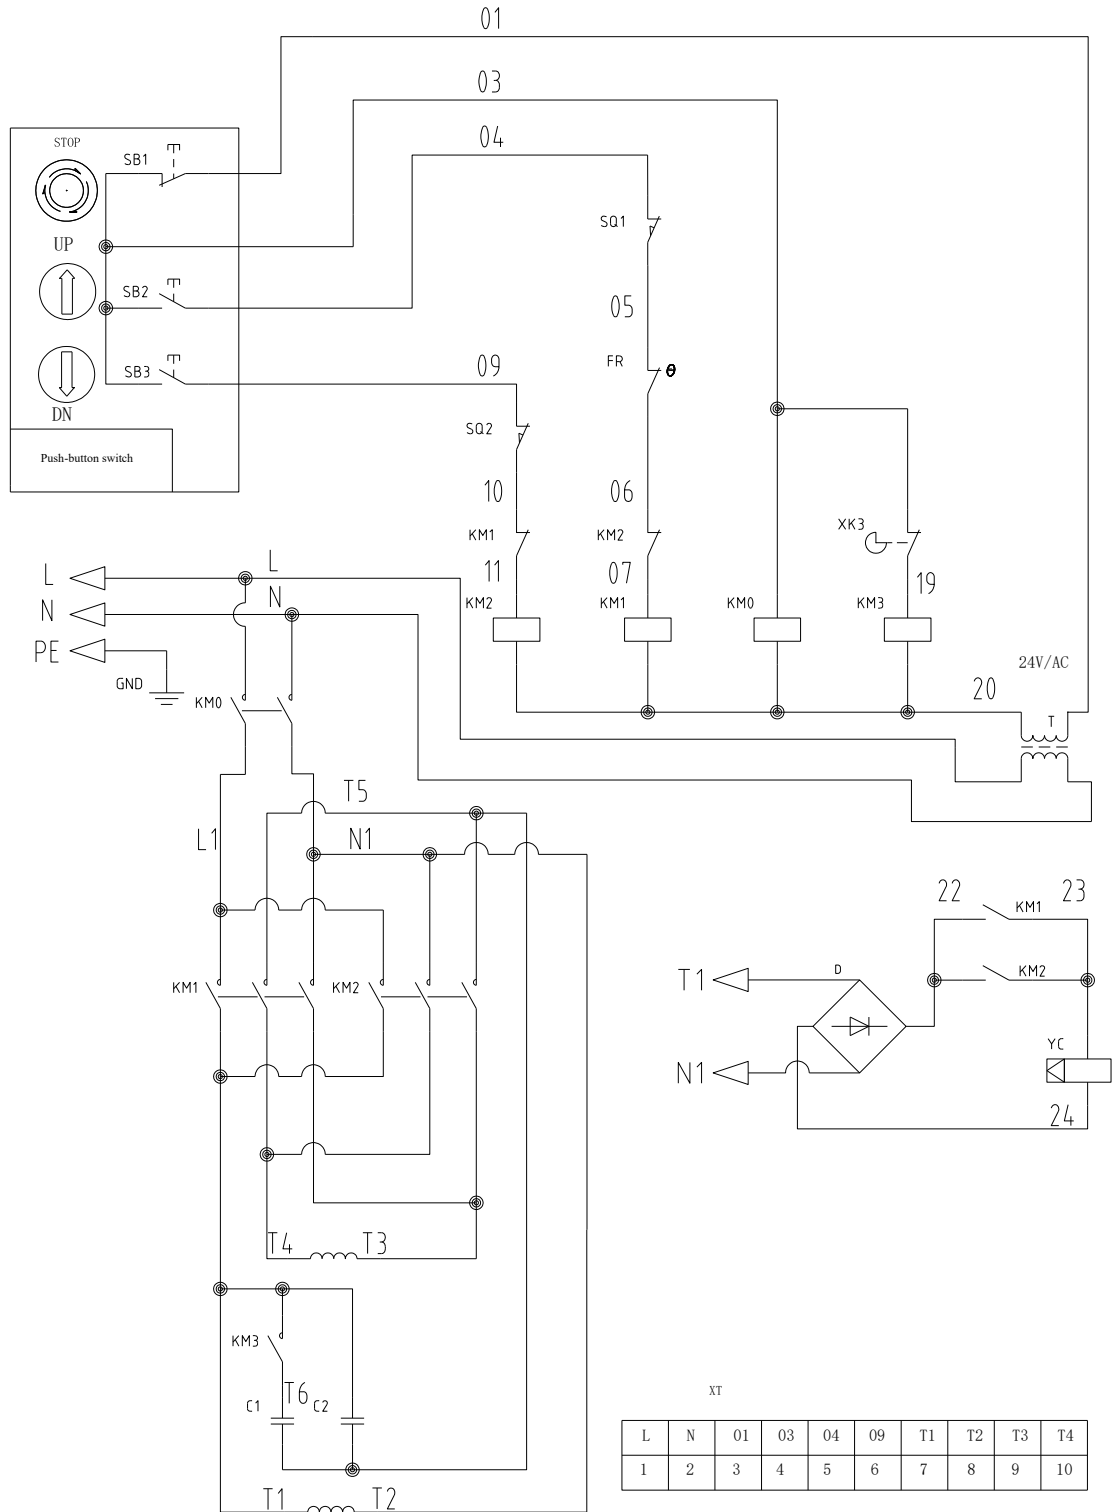 01
03
04
STOP
SB1
SQ1
UP
SB2
05
FR
θ
SB3
09
DN
SQ2
Push-button switch
10
06
KM1
KM2
XK3
L
L
11
07
19
N
N
KM2
KM1
KM0
KM3
PE
24V/AC
GND
KM0
20
T
T5
L1
N1
22
23
KM1
T1
D
KM2
KM1
KM2
YC
N1
24
T4
T3
KM3
T6
C1
C2
XT
L N 01 03 04 09 T1 T2 T3 T4
1 2 3 4 5 6 7 8 9 10
T1
T2